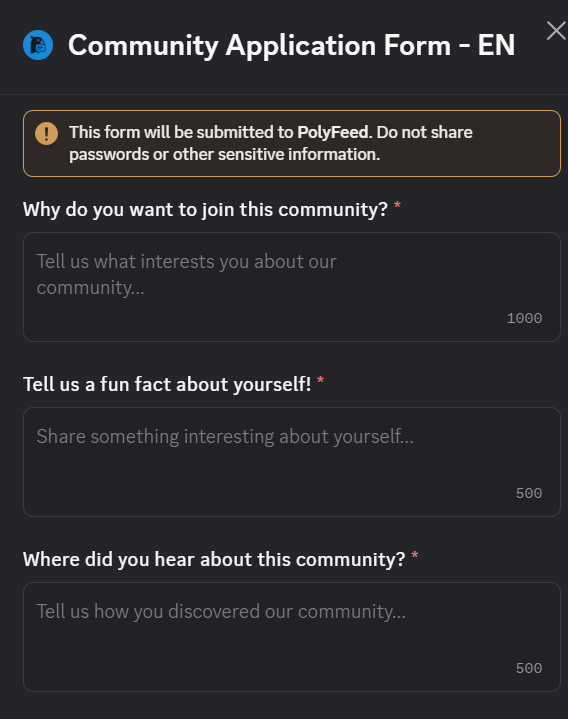 Community Application Form - EN
This form will be submitted to PolyFeed. Do not share
passwords or other sensitive information.
Why do you want to join this community? *
Tell us what interests you about our
community...
1000
Tell us a fun fact about yourself! *
Share something interesting about yourself...
500
Where did you hear about this community? *
Tell us how you discovered our community...
500